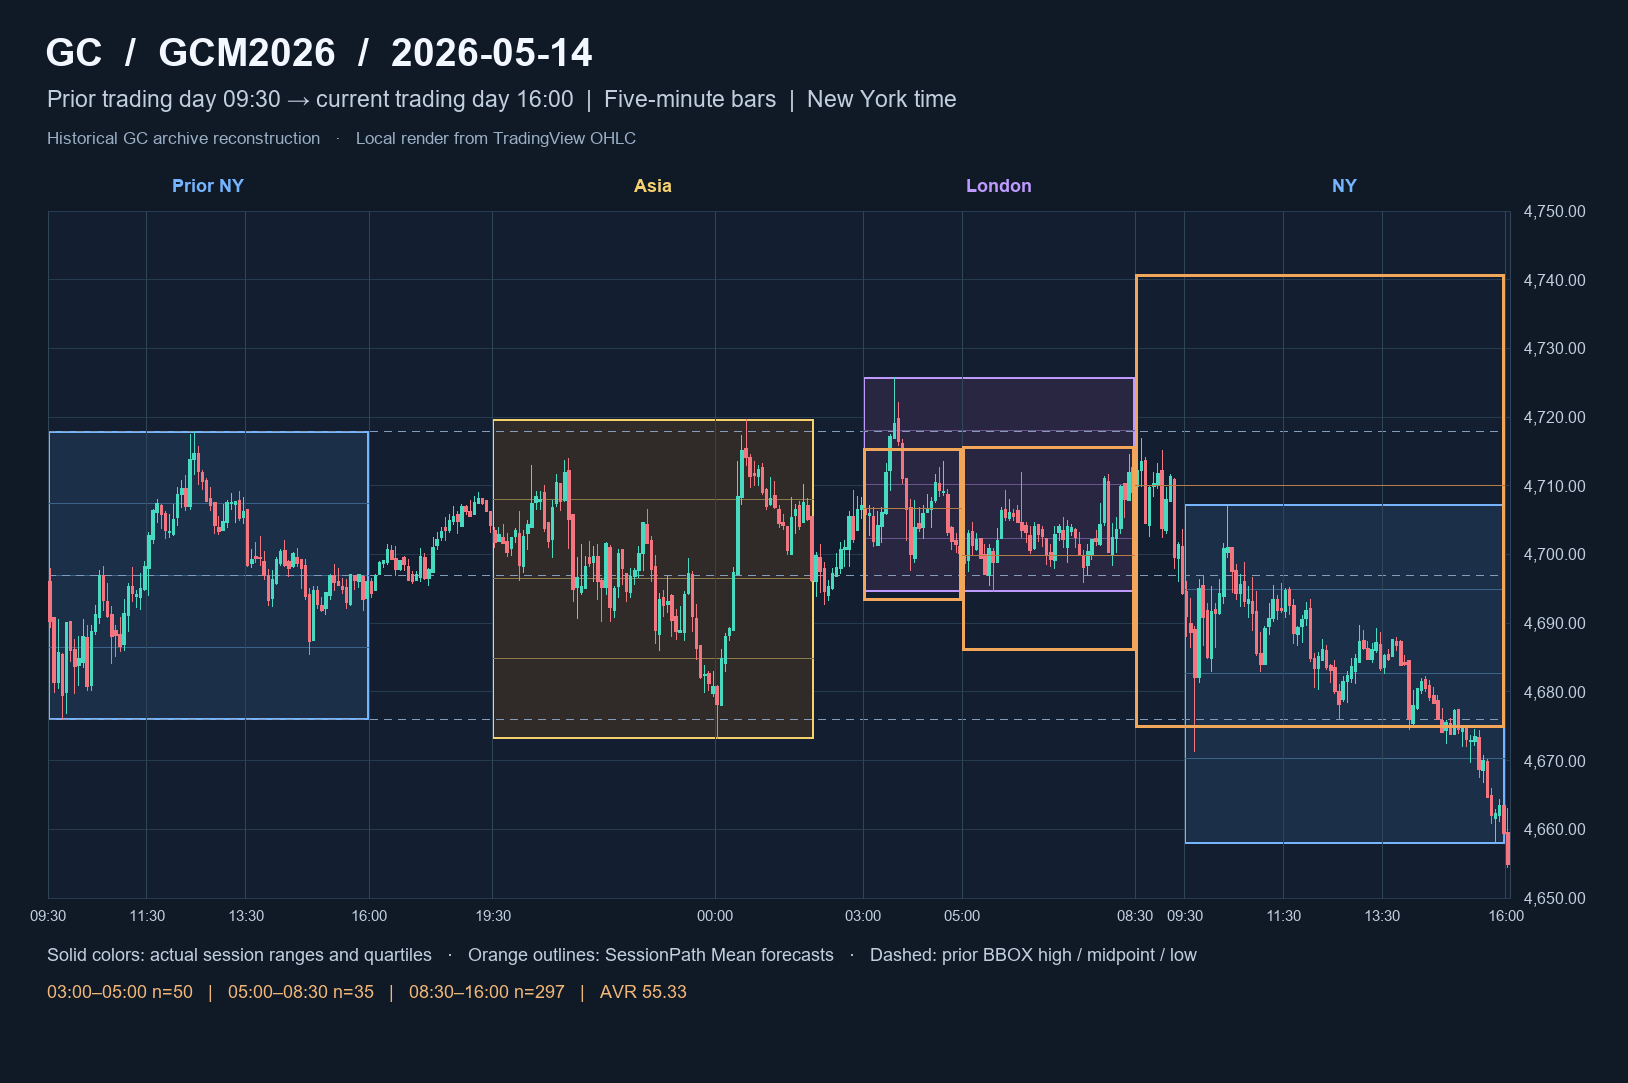 GC / GCM2026 / 2026-05-14
Prior trading day 09:30 → current trading day 16:00 | Five-minute bars | New York time
Historical GC archive reconstruction · Local render from TradingView OHLC
Prior NY Asia London NY
4,750.00
4,740.00
4,730.00
4,720.00
4,710.00
4,700.00
4,690.00
4,680.00
4,670.00
4,660.00
4,650.00
09:30 11:30 13:30 16:00 19:30 00:00 03:00 05:00 08:30 09:30 11:30 13:30 16:00
Solid colors: actual session ranges and quartiles · Orange outlines: SessionPath Mean forecasts · Dashed: prior BBOX high / midpoint / low
03:00–05:00 n=50 | 05:00–08:30 n=35 | 08:30–16:00 n=297 | AVR 55.33